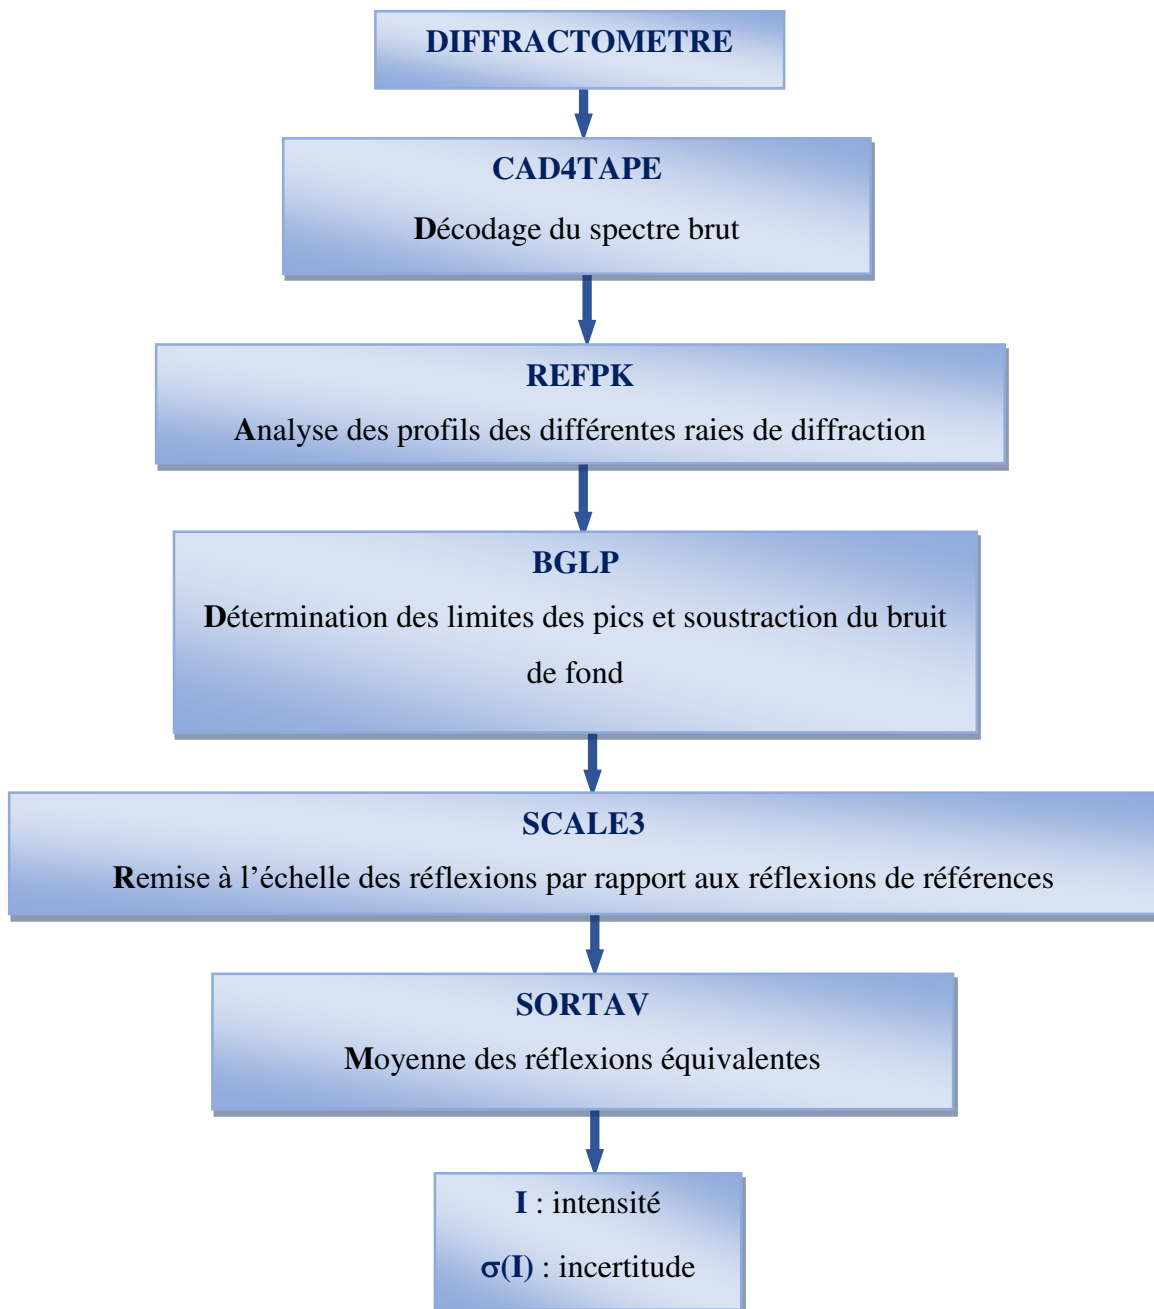 DIFFRACTOMETRE
CAD4TAPE
Décodage du spectre brut
REFPK
Analyse des profils des différentes raies de diffraction
BGLP
Détermination des limites des pics et soustraction du bruit
de fond
SCALE3
Remise à l’échelle des réflexions par rapport aux réflexions de références
SORTAV
Moyenne des réflexions équivalentes
I : intensité
σ(I) : incertitude